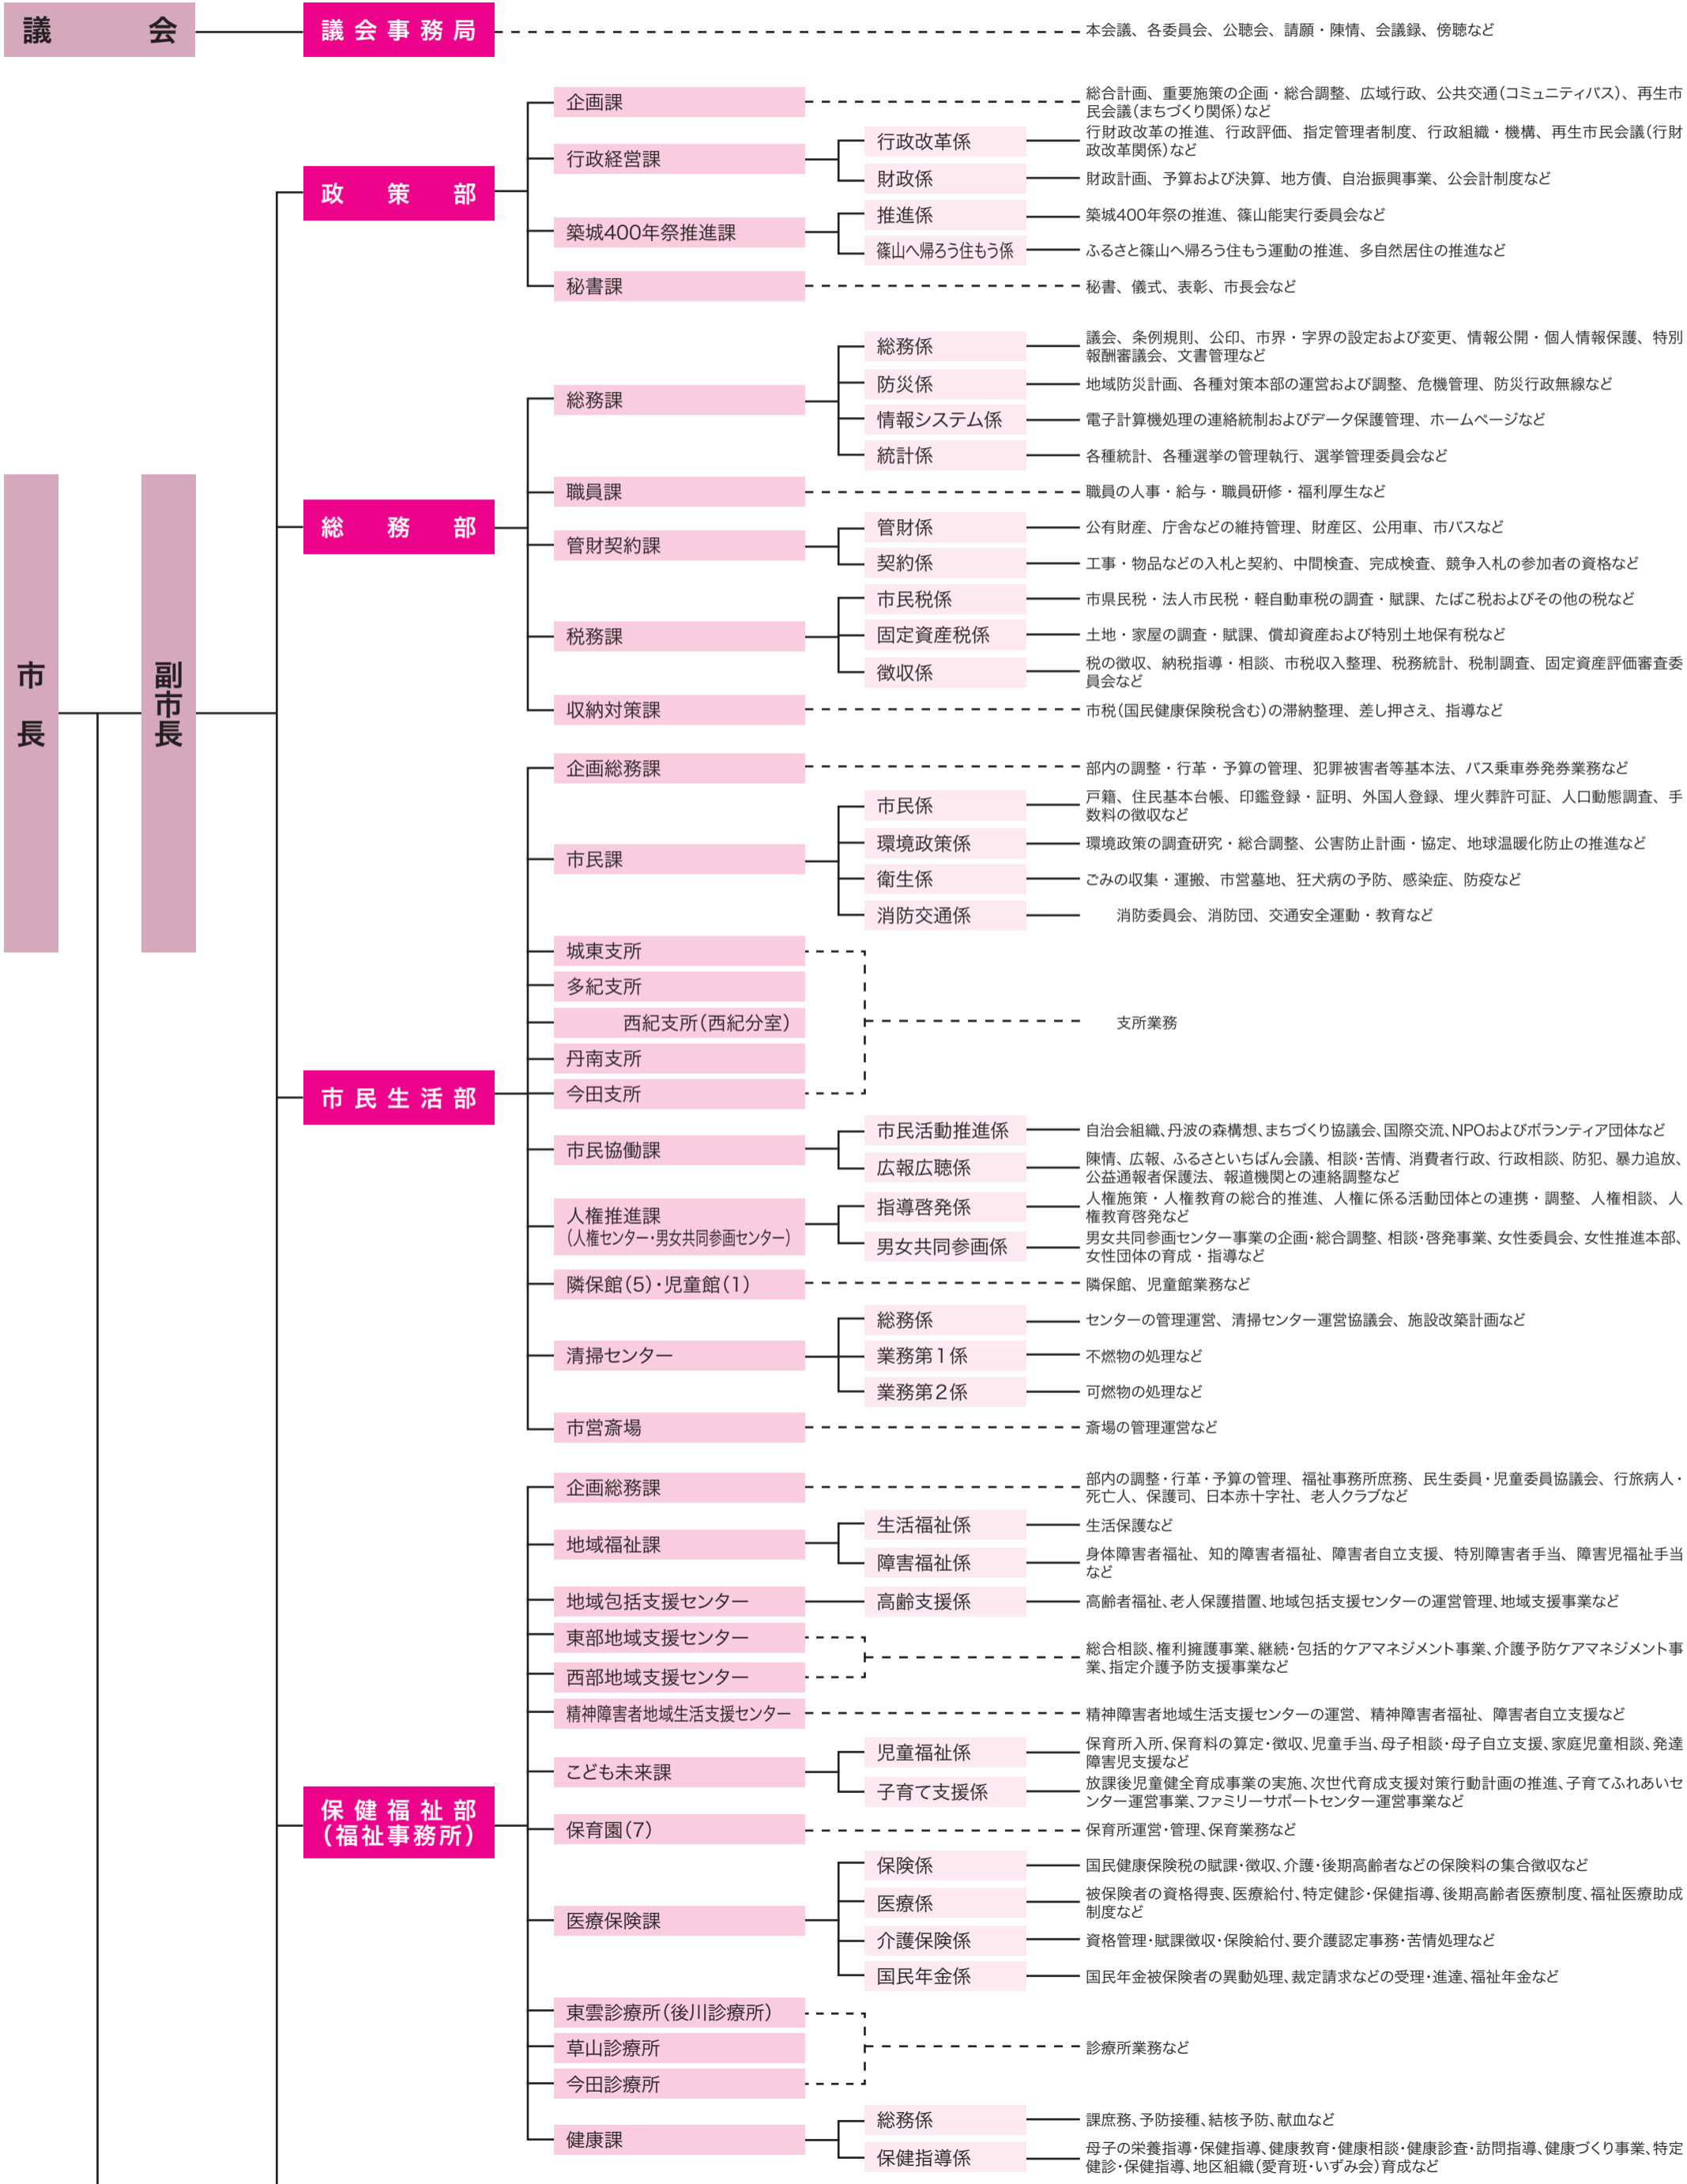 議会
議会事務局
本会議、各委員会、公聴会、請願・陳情、会議録、傍聴など
市長
副市長
政策部
企画課
総合計画、重要施策の企画・総合調整、広域行政、公共交通(コミュニティバス)、再生市
民会議(まちづくり関係)など
行政経営課
行政改革係
行財政改革の推進、行政評価、指定管理者制度、行政組織・機構、再生市民会議(行財
政改革関係)など
財政係
財政計画、予算および決算、地方債、自治振興事業、公会計制度など
築城400年祭推進課
推進係
築城400年祭の推進、篠山能実行委員会など
篠山へ帰ろう住もう係
ふるさと篠山へ帰ろう住もう運動の推進、多自然居住の推進など
秘書課
秘書、儀式、表彰、市長会など
総務部
総務課
総務係
議会、条例規則、公印、市界・字界の設定および変更、情報公開・個人情報保護、特別
報酬審議会、文書管理など
防災係
地域防災計画、各種対策本部の運営および調整、危機管理、防災行政無線など
情報システム係
電子計算機処理の連絡統制およびデータ保護管理、ホームページなど
統計係
各種統計、各種選挙の管理執行、選挙管理委員会など
職員課
職員の人事・給与・職員研修・福利厚生など
管財契約課
管財係
公有財産、庁舎などの維持管理、財産区、公用車、市バスなど
契約係
工事・物品などの入札と契約、中間検査、完成検査、競争入札の参加者の資格など
税務課
市民税係
市県民税・法人市民税・軽自動車税の調査・賦課、たばこ税およびその他の税など
固定資産税係
土地・家屋の調査・賦課、償却資産および特別土地保有税など
徴収係
税の徴収、納税指導・相談、市税収入整理、税務統計、税制調査、固定資産評価審査委
員会など
収納対策課
市税(国民健康保険税含む)の滞納整理、差し押さえ、指導など
市民生活部
企画総務課
部内の調整・行革・予算の管理、犯罪被害者等基本法、バス乗車券発券業務など
市民課
市民係
戸籍、住民基本台帳、印鑑登録・証明、外国人登録、埋火葬許可証、人口動態調査、手
数料の徴収など
環境政策係
環境政策の調査研究・総合調整、公害防止計画・協定、地球温暖化防止の推進など
衛生係
ごみの収集・運搬、市営墓地、狂犬病の予防、感染症、防疫など
消防交通係
消防委員会、消防団、交通安全運動・教育など
城東支所
多紀支所
西紀支所(西紀分室)
丹南支所
今田支所
支所業務
市民協働課
市民活動推進係
自治会組織、丹波の森構想、まちづくり協議会、国際交流、NPOおよびボランティア団体など
広報広聴係
陳情、広報、ふるさといちばん会議、相談・苦情、消費者行政、行政相談、防犯、暴力追放、
公益通報者保護法、報道機関との連絡調整など
人権推進課
(人権センター・男女共同参画センター)
指導啓発係
人権施策・人権教育の総合的推進、人権に係る活動団体との連携・調整、人権相談、人
権教育啓発など
男女共同参画係
男女共同参画センター事業の企画・総合調整、相談・啓発事業、女性委員会、女性推進本部、
女性団体の育成・指導など
隣保館(5)・児童館(1)
隣保館、児童館業務など
清掃センター
総務係
センターの管理運営、清掃センター運営協議会、施設改築計画など
業務第1係
不燃物の処理など
業務第2係
可燃物の処理など
市営斎場
斎場の管理運営など
保健福祉部
(福祉事務所)
企画総務課
部内の調整・行革・予算の管理、福祉事務所庶務、民生委員・児童委員協議会、行旅病人・
死亡人、保護司、日本赤十字社、老人クラブなど
地域福祉課
生活福祉係
生活保護など
障害福祉係
身体障害者福祉、知的障害者福祉、障害者自立支援、特別障害者手当、障害児福祉手当
など
地域包括支援センター
高齢支援係
高齢者福祉、老人保護措置、地域包括支援センターの運営管理、地域支援事業など
東部地域支援センター
西部地域支援センター
総合相談、権利擁護事業、継続・包括的ケアマネジメント事業、介護予防ケアマネジメント事
業、指定介護予防支援事業など
精神障害者地域生活支援センター
精神障害者地域生活支援センターの運営、精神障害者福祉、障害者自立支援など
こども未来課
児童福祉係
保育所入所、保育料の算定・徴収、児童手当、母子相談・母子自立支援、家庭児童相談、発達
障害児支援など
子育て支援係
放課後児童健全育成事業の実施、次世代育成支援対策行動計画の推進、子育てふれあいセ
ンター運営事業、ファミリーサポートセンター運営事業など
保育園(7)
保育所運営・管理、保育業務など
医療保険課
保険係
国民健康保険税の賦課・徴収、介護・後期高齢者などの保険料の集合徴収など
医療係
被保険者の資格得喪、医療給付、特定健診・保健指導、後期高齢者医療制度、福祉医療助成
制度など
介護保険係
資格管理・賦課徴収・保険給付、要介護認定事務・苦情処理など
国民年金係
国民年金被保険者の異動処理、裁定請求などの受理・進達、福祉年金など
東雲診療所(後川診療所)
草山診療所
今田診療所
診療所業務など
健康課
総務係
課庶務、予防接種、結核予防、献血など
保健指導係
母子の栄養指導・保健指導、健康教育・健康相談・健康診査・訪問指導、健康づくり事業、特定
健診・保健指導、地区組織(愛育班・いずみ会)育成など